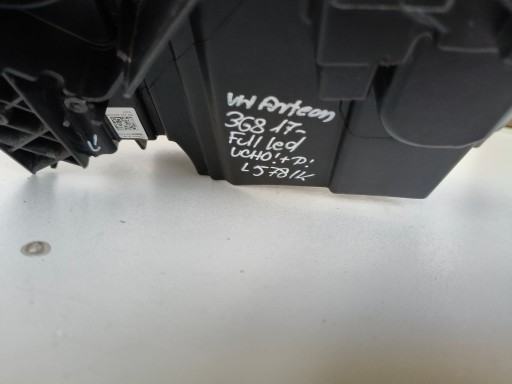 VW Arteon
3G8 17-
Full led
UCHO!+D!
L5781K
L